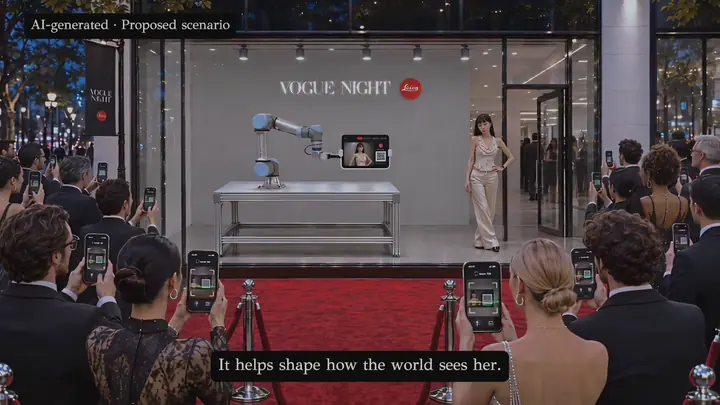 AI-generated · Proposed scenario
VOGUE NIGHT
Leica
VOGUE
NIGHT
It helps shape how the world sees her.